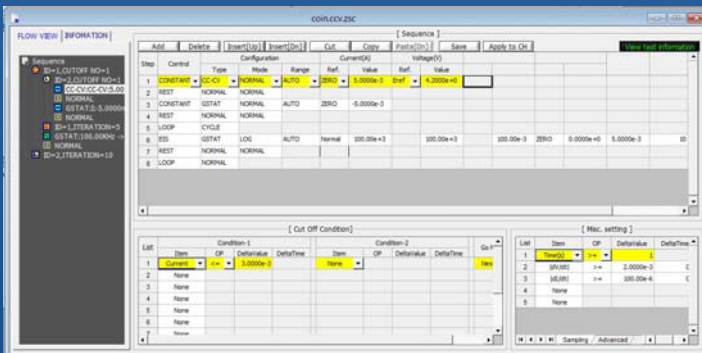 coin.ccv.zsc
FLOW VIEW INFOMATION
[ Sequence ]
Add Delete Insert[Up] Insert[Dn] Cut Copy Paste[Dn] Save Apply to CH View test information
Step Control Configuration Current(A) Voltage(V)
Type Mode Range Ref. Value Ref. Value
1 CONSTANT CC-CV NORMAL AUTO ZERO 5.0000e-3 Eref 4.2000e+0
2 REST NORMAL NORMAL
3 CONSTANT GSTAT NORMAL AUTO ZERO -5.0000e-3
4 REST NORMAL NORMAL
5 LOOP CYCLE
6 EIS GSTAT LOG AUTO Normal 100.00e+3 100.00e+3 100.00e-3 ZERO 0.0000e+0 5.0000e-3 10
7 REST NORMAL NORMAL
8 LOOP NORMAL
Sequence
ID=1,CUTOFF NO=1
ID=2,CUTOFF NO=1
CC-CV:CC-CV:5.00
NORMAL
GSTAT:I:-5.0000m
NORMAL
ID=1,ITERATION=5
GSTAT:100.00KHz ->
NORMAL
ID=2,ITERATION=10
[ Cut Off Condition]
List Condition-1 Condition-2 Go
Item OP DeltaValue DeltaTime Item OP DeltaValue DeltaTime
1 Current <= 3.0000e-3 None
2 None
3 None
4 None
5 None
6 None
7 None
[ Misc. setting ]
List Item OP DeltaValue DeltaTime
1 Time(s) >= 1
2 |dV/dt| >= 2.0000e-3
3 |dI/dt| >= 100.00e-6
4 None
5 None
Sampling Advanced